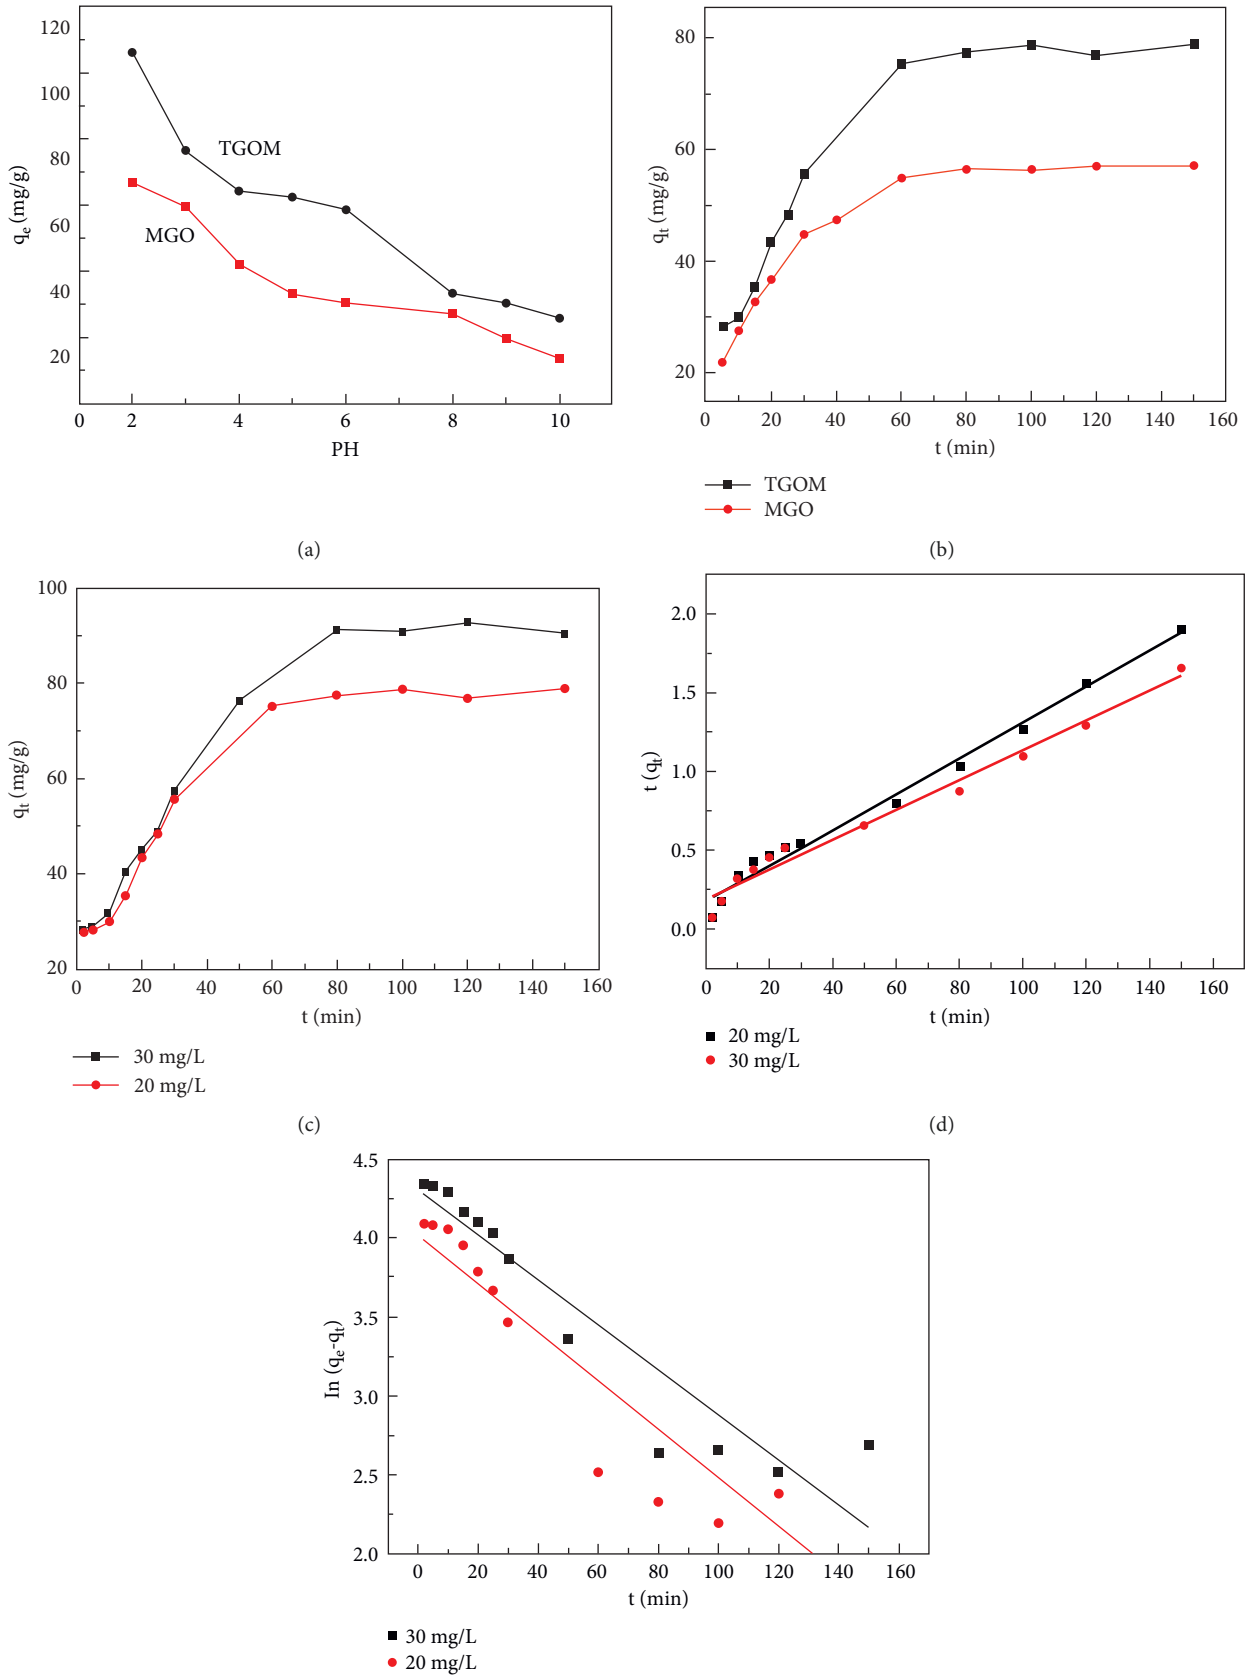 120
100
80
60
40
20
q_e (mg/g)
TGOM
MGO
0
2
4
6
8
10
PH
(a)
80
60
40
20
q_t (mg/g)
0 20 40 60 80 100 120 140 160
t (min)
TGOM
MGO
(b)
100
80
60
40
20
q_t (mg/g)
0 20 40 60 80 100 120 140 160
t (min)
30 mg/L
20 mg/L
(c)
2.0
1.5
1.0
0.5
0.0
t (q_t)
0 20 40 60 80 100 120 140 160
t (min)
20 mg/L
30 mg/L
(d)
4.5
4.0
3.5
3.0
2.5
2.0
In (q_e-q_t)
0 20 40 60 80 100 120 140 160
t (min)
30 mg/L
20 mg/L